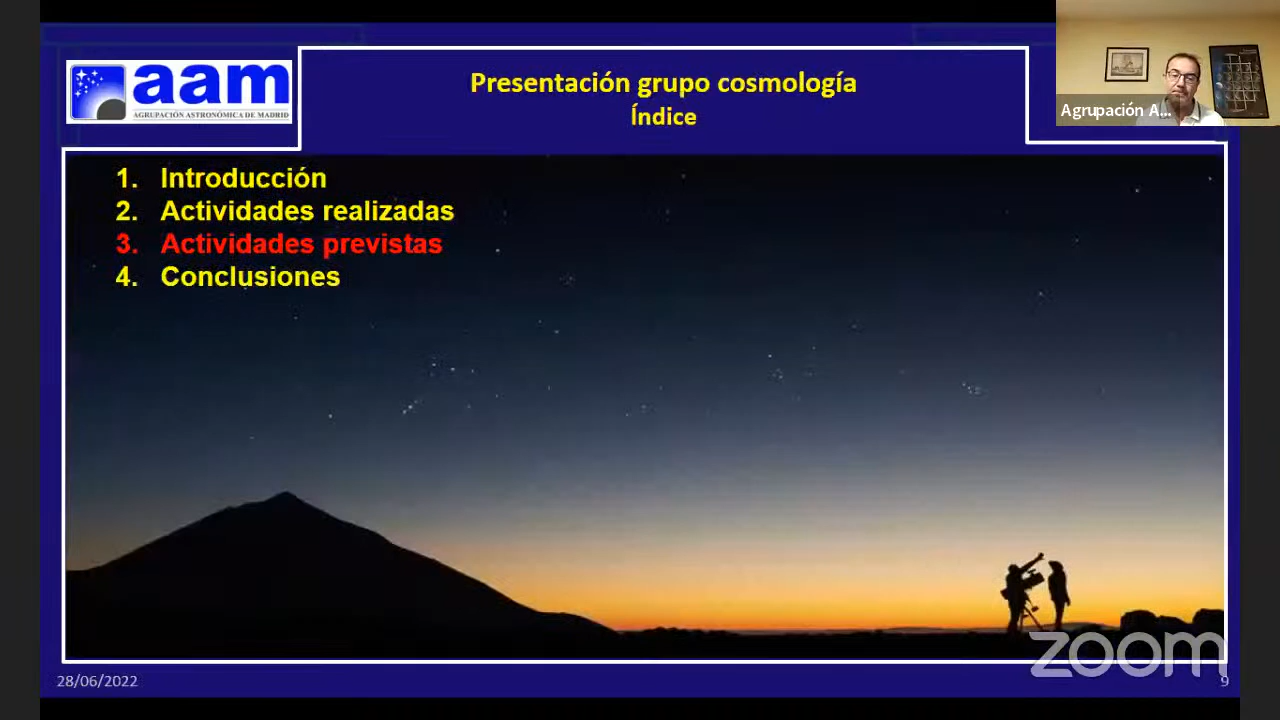 aam
AGRUPACIÓN ASTRONÓMICA DE MADRID
Presentación grupo cosmología
Índice
Agrupación A...
1. Introducción
2. Actividades realizadas
3. Actividades previstas
4. Conclusiones
zoom
28/06/2022
9